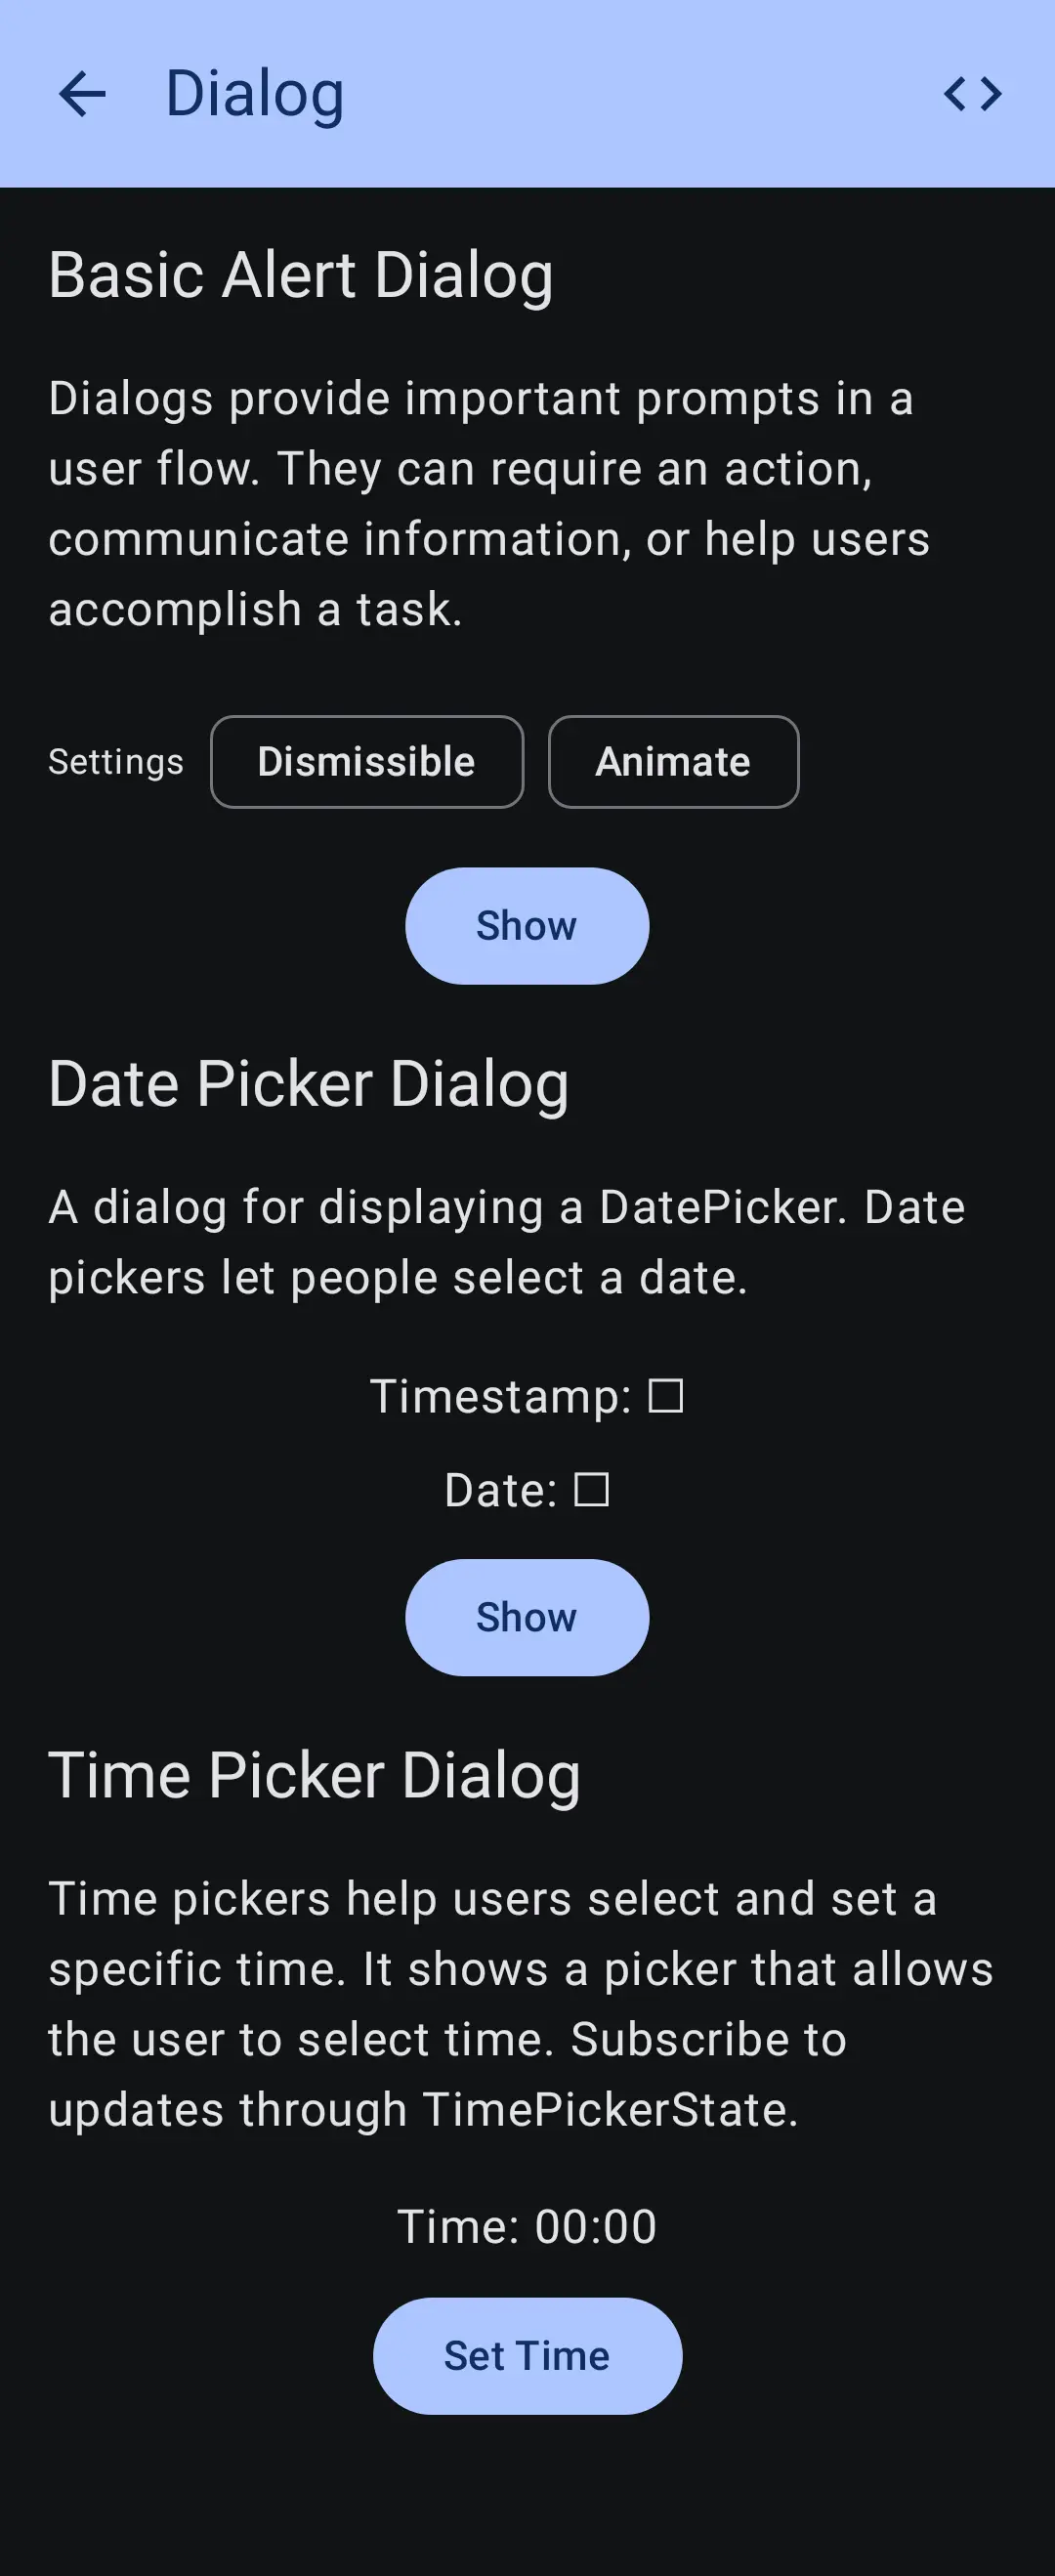 Dialog
Basic Alert Dialog
Dialogs provide important prompts in a
user flow. They can require an action,
communicate information, or help users
accomplish a task.
Settings Dismissible Animate
Show
Date Picker Dialog
A dialog for displaying a DatePicker. Date
pickers let people select a date.
Timestamp: ☐
Date: ☐
Show
Time Picker Dialog
Time pickers help users select and set a
specific time. It shows a picker that allows
the user to select time. Subscribe to
updates through TimePickerState.
Time: 00:00
Set Time